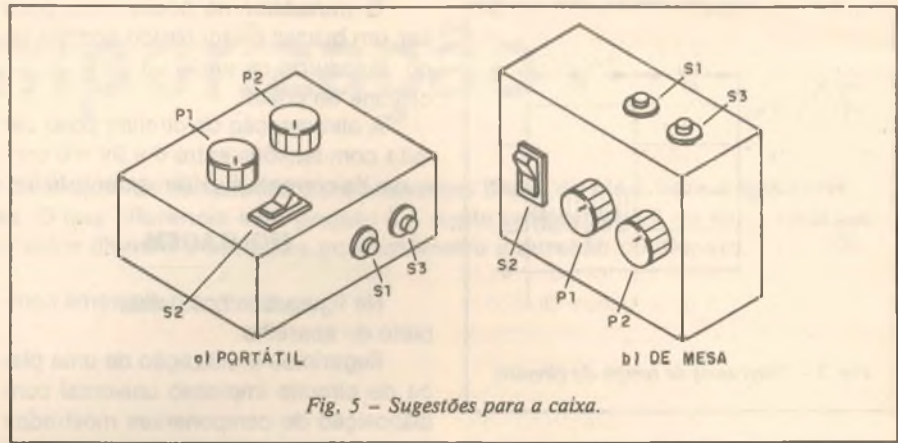 P2
P1
S1
S3
S2
a) PORTÁTIL
S1
S3
S2
P1
P2
b) DE MESA
Fig. 5 – Sugestões para a caixa.